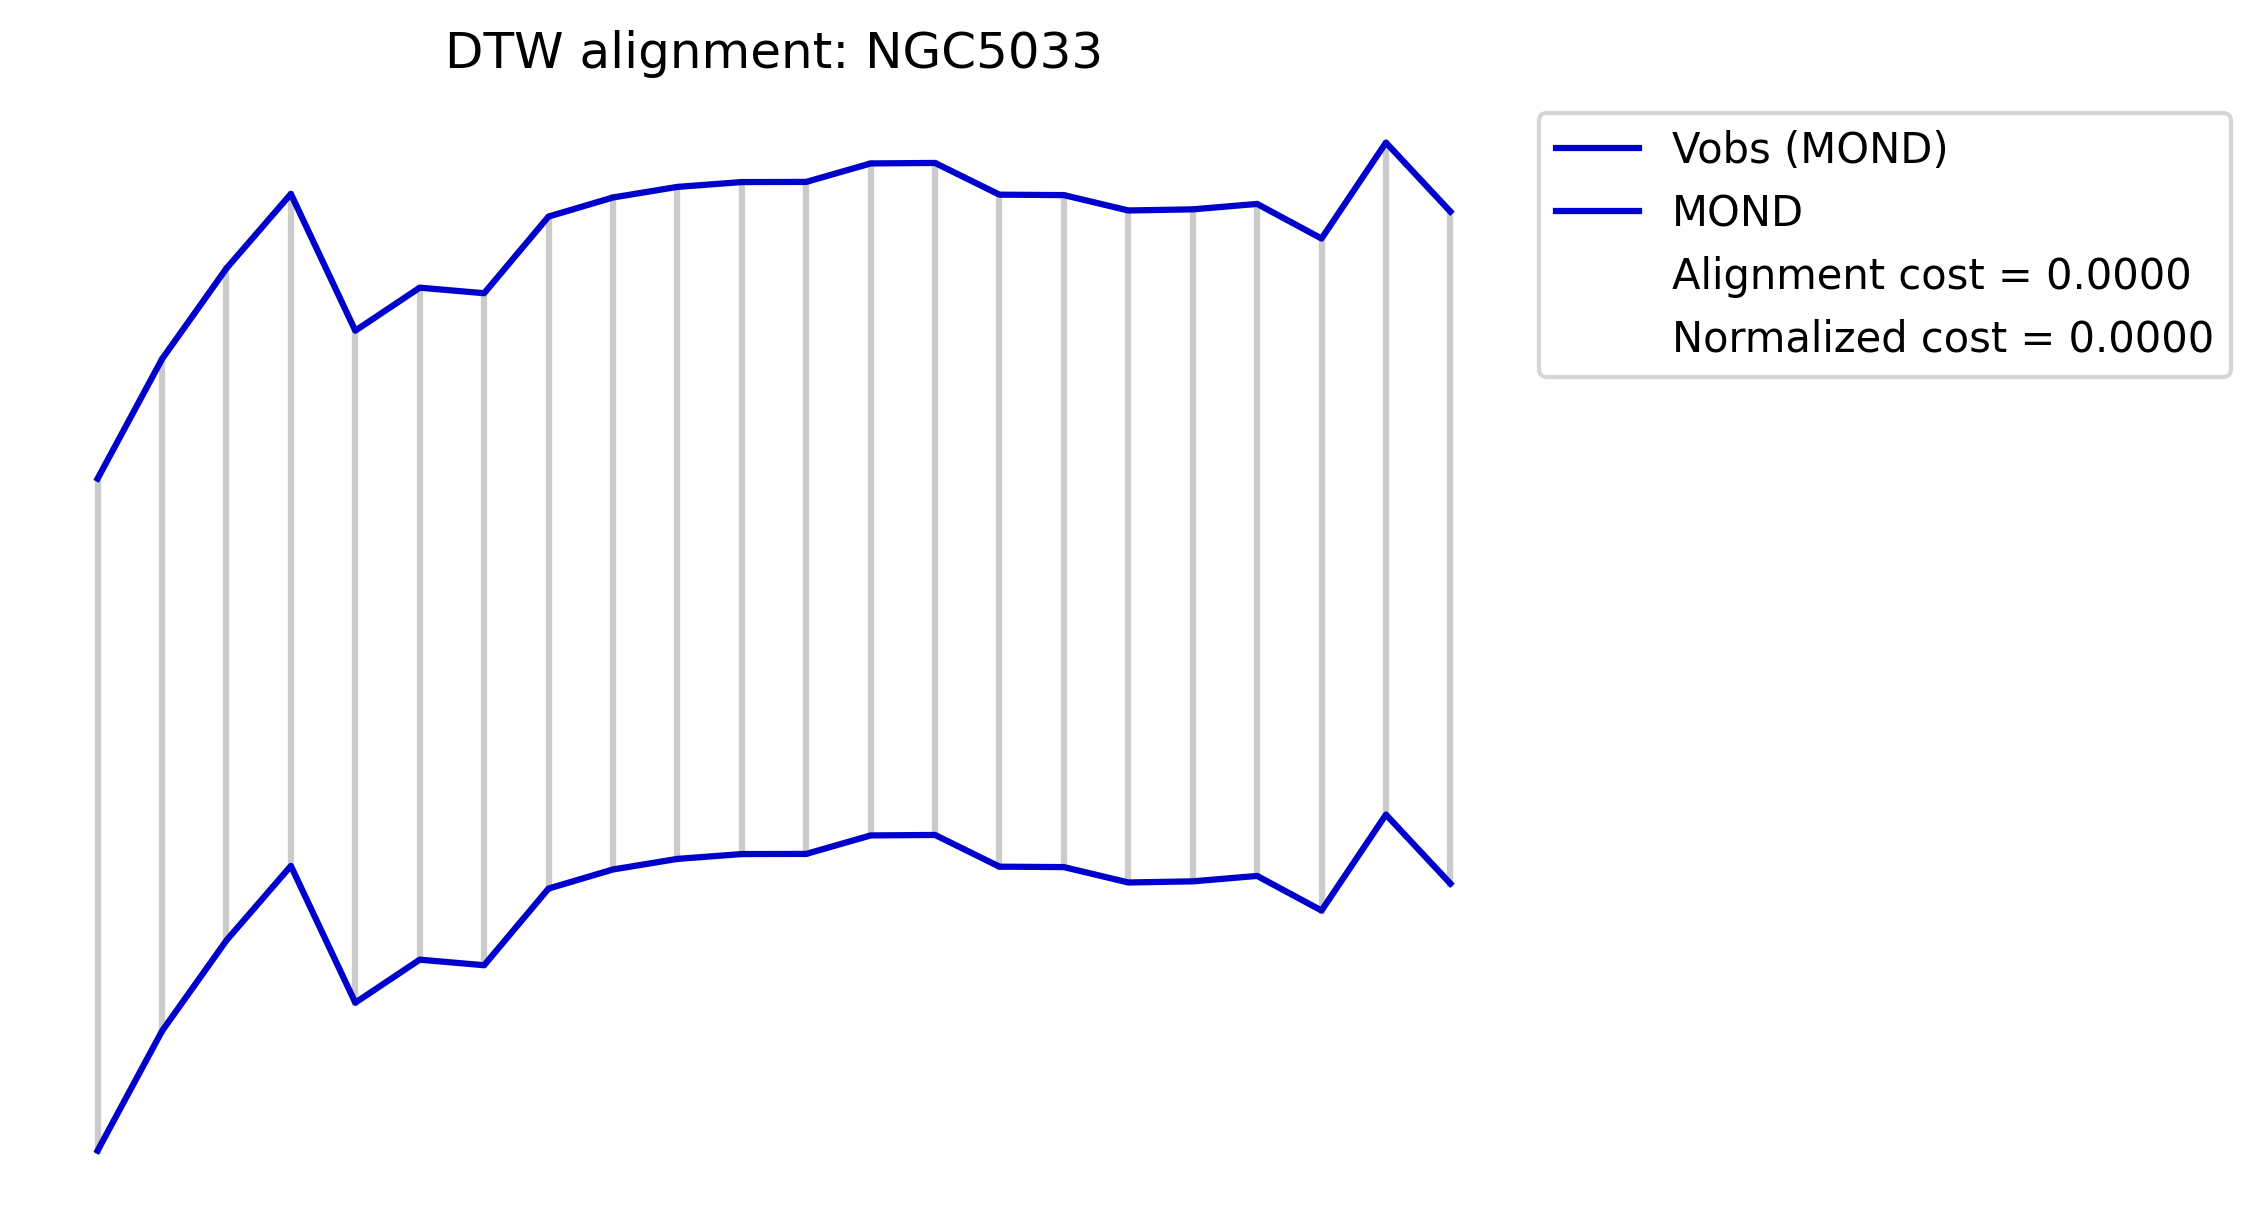 DTW alignment: NGC5033
Vobs (MOND)
MOND
Alignment cost = 0.0000
Normalized cost = 0.0000